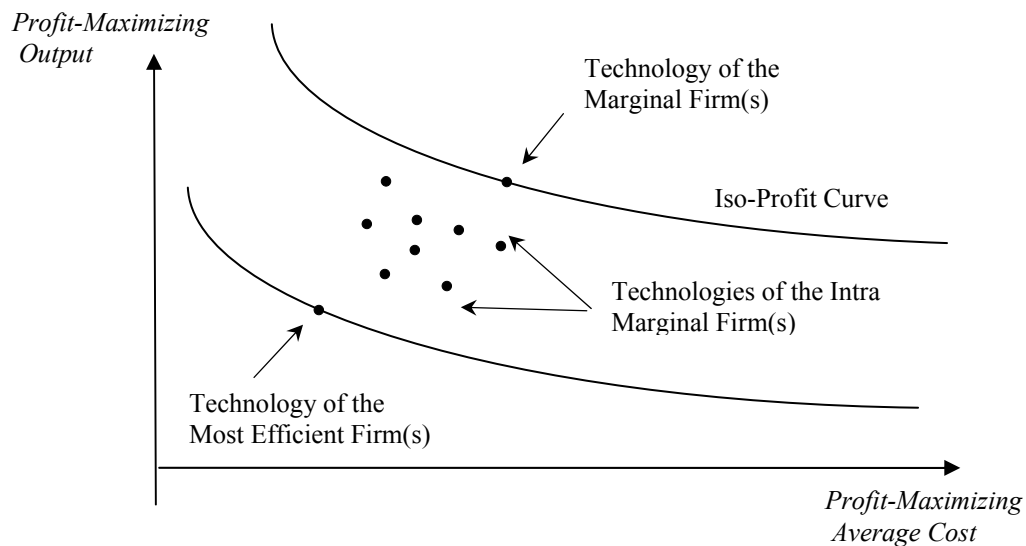 Profit-Maximizing
Output
Technology of the
Marginal Firm(s)
Iso-Profit Curve
Technologies of the Intra
Marginal Firm(s)
Technology of the
Most Efficient Firm(s)
Profit-Maximizing
Average Cost